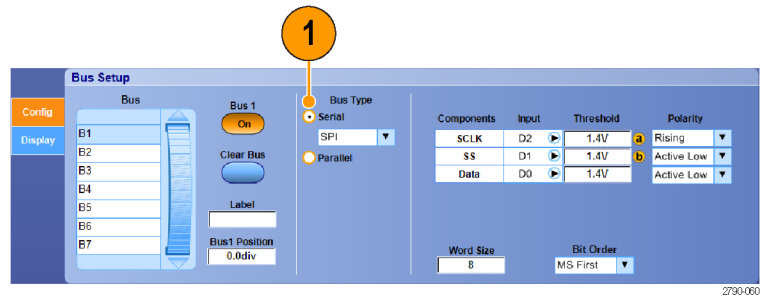 1
Bus Setup
Config
Display
Bus
B1
B2
B3
B4
B5
B6
B7
Bus 1
On
Clear Bus
Label
Bus1 Position
0.0div
Bus Type
Serial
SPI
Parallel
Components Input Threshold Polarity
SCLK D2 1.4V a Rising
SS D1 1.4V b Active Low
Data D0 1.4V Active Low
Word Size
8
Bit Order
MS First
2790-060